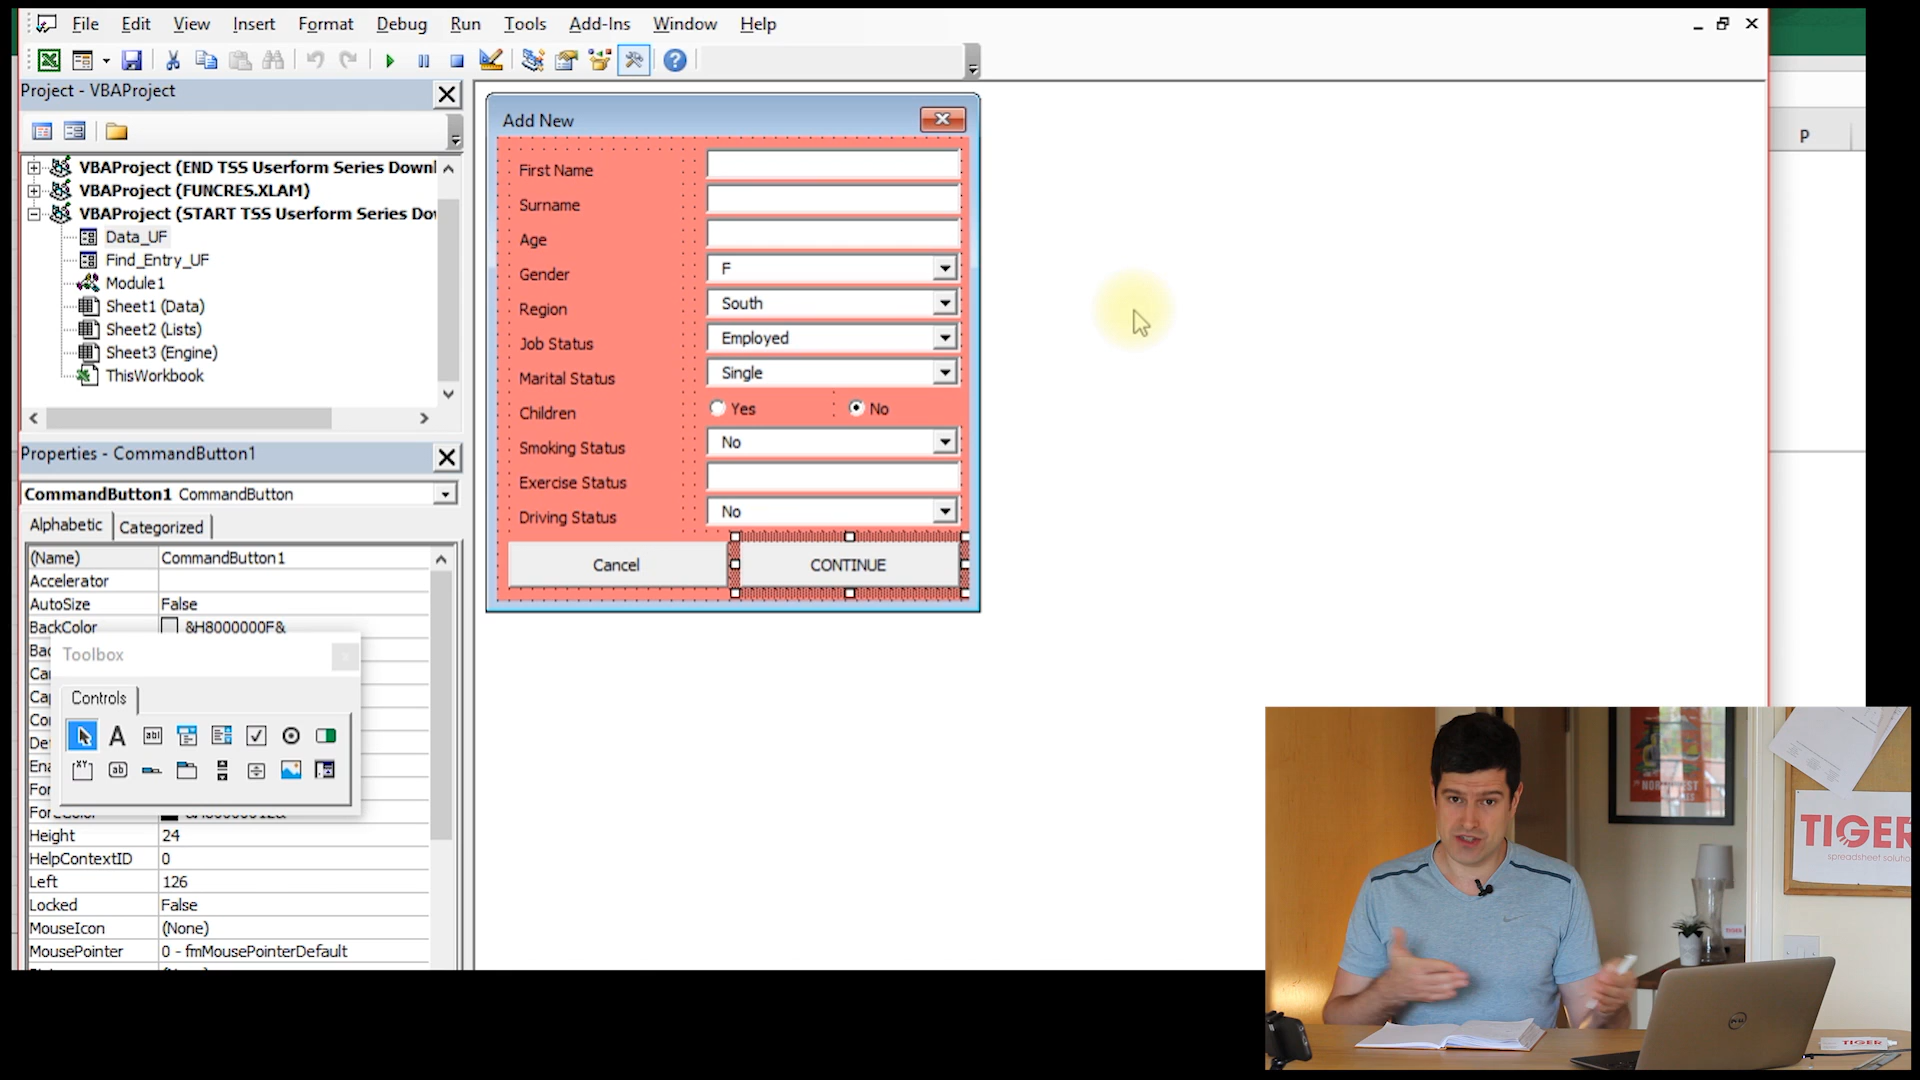 File Edit View Insert Format Debug Run Tools Add-Ins Window Help
Project - VBAProject
VBAProject (END TSS Userform Series Downl
VBAProject (FUNCRES.XLAM)
VBAProject (START TSS Userform Series Do
Data_UF
Find_Entry_UF
Module1
Sheet1 (Data)
Sheet2 (Lists)
Sheet3 (Engine)
ThisWorkbook
Properties - CommandButton1
CommandButton1 CommandButton
Alphabetic Categorized
(Name) CommandButton1
Accelerator
AutoSize False
BackColor &H8000000F&
Toolbox
Controls
Height 24
HelpContextID 0
Left 126
Locked False
MouseIcon (None)
MousePointer 0 - fmMousePointerDefault
Add New
First Name
Surname
Age
Gender F
Region South
Job Status Employed
Marital Status Single
Children Yes No
Smoking Status No
Exercise Status
Driving Status No
Cancel CONTINUE
P
TIGER
spreadsheet solutio
TIGER
DELL